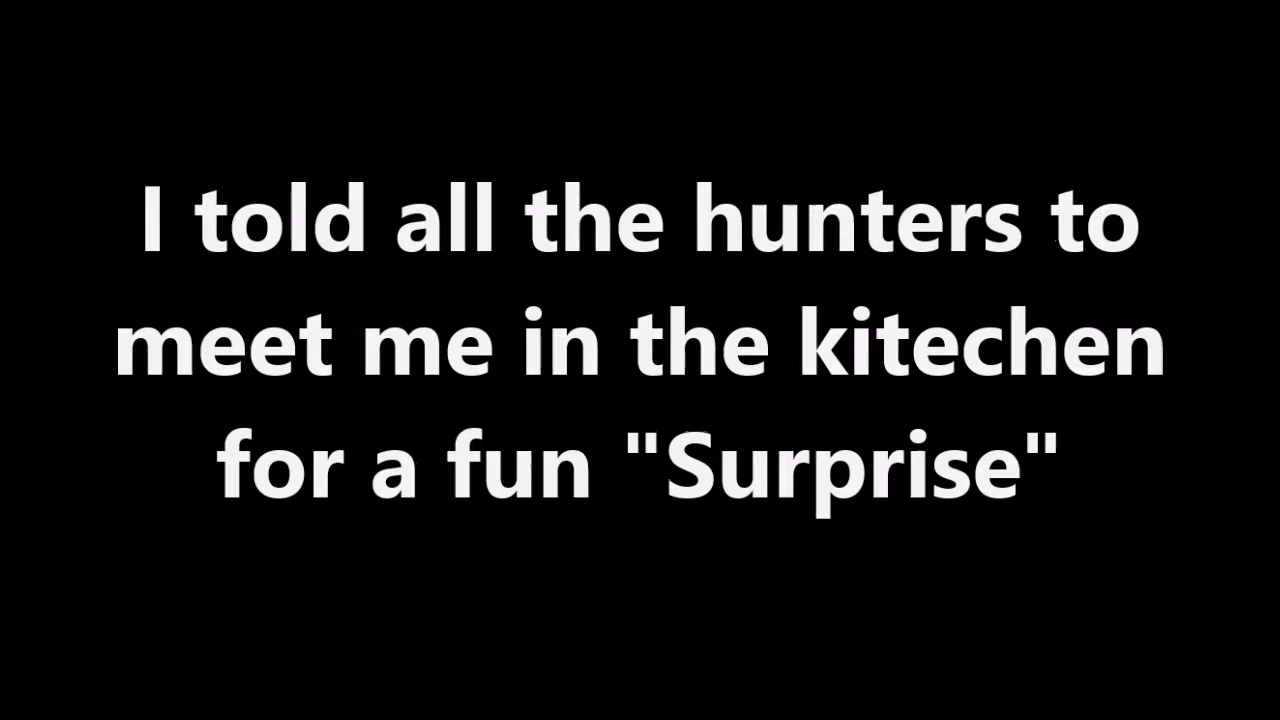 I told all the hunters to
meet me in the kitechen
for a fun "Surprise"